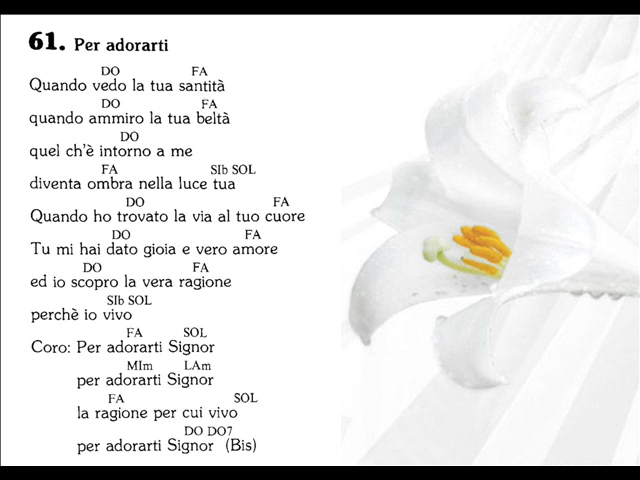 61. Per adorarti
DO FA
Quando vedo la tua santità
DO FA
quando ammiro la tua beltà
DO
quel ch'è intorno a me
FA SIb SOL
diventa ombra nella luce tua
DO FA
Quando ho trovato la via al tuo cuore
DO FA
Tu mi hai dato gioia e vero amore
DO FA
ed io scopro la vera ragione
SIb SOL
perchè io vivo
FA SOL
Coro: Per adorarti Signor
MIm LAm
per adorarti Signor
FA SOL
la ragione per cui vivo
DO DO7
per adorarti Signor (Bis)